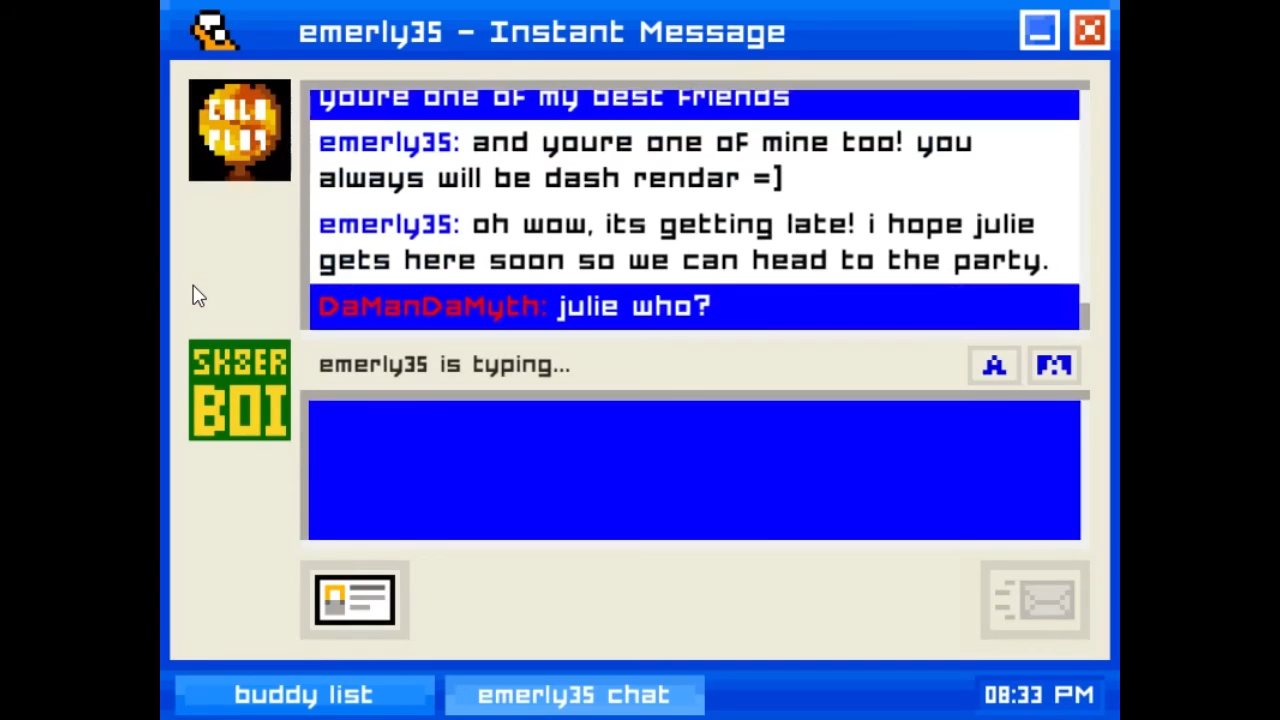 emerly35 - Instant Message
COLD
PLAY
youre one of my best friends
emerly35: and youre one of mine too! you
always will be dash rendar =]
emerly35: oh wow, its getting late! i hope julie
gets here soon so we can head to the party.
DaManDaMyth: julie who?
SK8ER
BOI
emerly35 is typing...
A
buddy list
emerly35 chat
08:33 PM